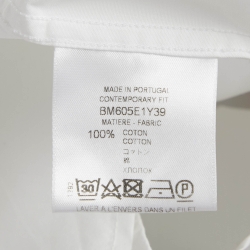 MADE IN PORTUGAL
CONTEMPORARY FIT
BM605E1Y39
MATIERE - FABRIC
100% COTON
COTTON
コットン
棉
ХЛОПОК
30
P
LAVER A L'ENVERS DANS UN FILET